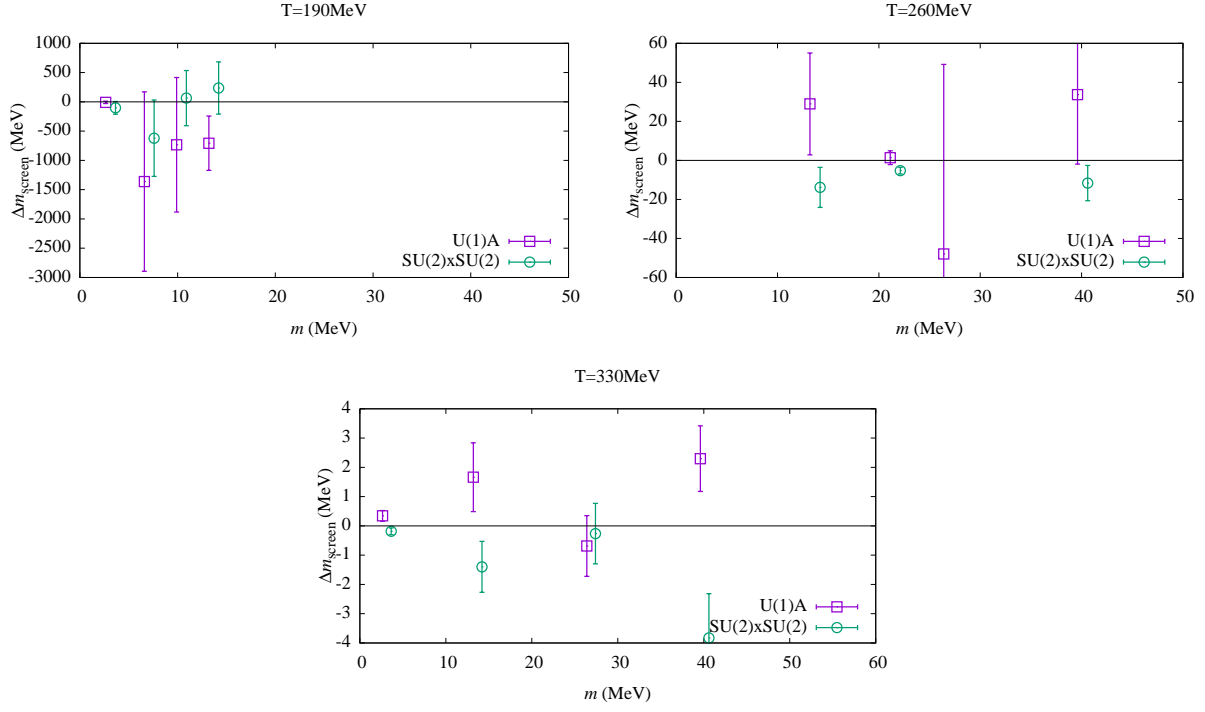 T=190MeV
Δm_screen (MeV)
1000
500
0
-500
-1000
-1500
-2000
-2500
-3000
U(1)A
SU(2)xSU(2)
0 10 20 30 40 50
m (MeV)
T=260MeV
Δm_screen (MeV)
60
40
20
0
-20
-40
-60
U(1)A
SU(2)xSU(2)
0 10 20 30 40 50
m (MeV)
T=330MeV
Δm_screen (MeV)
4
3
2
1
0
-1
-2
-3
-4
U(1)A
SU(2)xSU(2)
0 10 20 30 40 50 60
m (MeV)